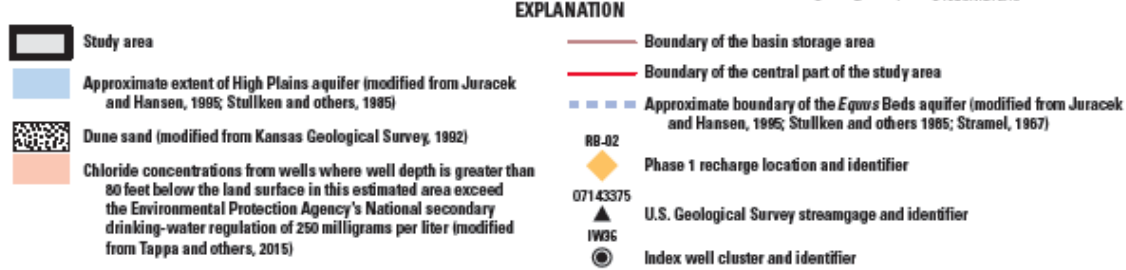 EXPLANATION
Study area
Approximate extent of High Plains aquifer (modified from Juracek
and Hansen, 1995; Stullken and others, 1985)
Dune sand (modified from Kansas Geological Survey, 1992)
Chloride concentrations from wells where well depth is greater than
80 feet below the land surface in this estimated area exceed
the Environmental Protection Agency's National secondary
drinking-water regulation of 250 milligrams per liter (modified
from Tappa and others, 2015)
Boundary of the basin storage area
Boundary of the central part of the study area
Approximate boundary of the Equus Beds aquifer (modified from Juracek
and Hansen, 1995; Stullken and others 1985; Stramel, 1967)
RB-02
Phase 1 recharge location and identifier
07143375
U.S. Geological Survey streamgage and identifier
IW36
Index well cluster and identifier